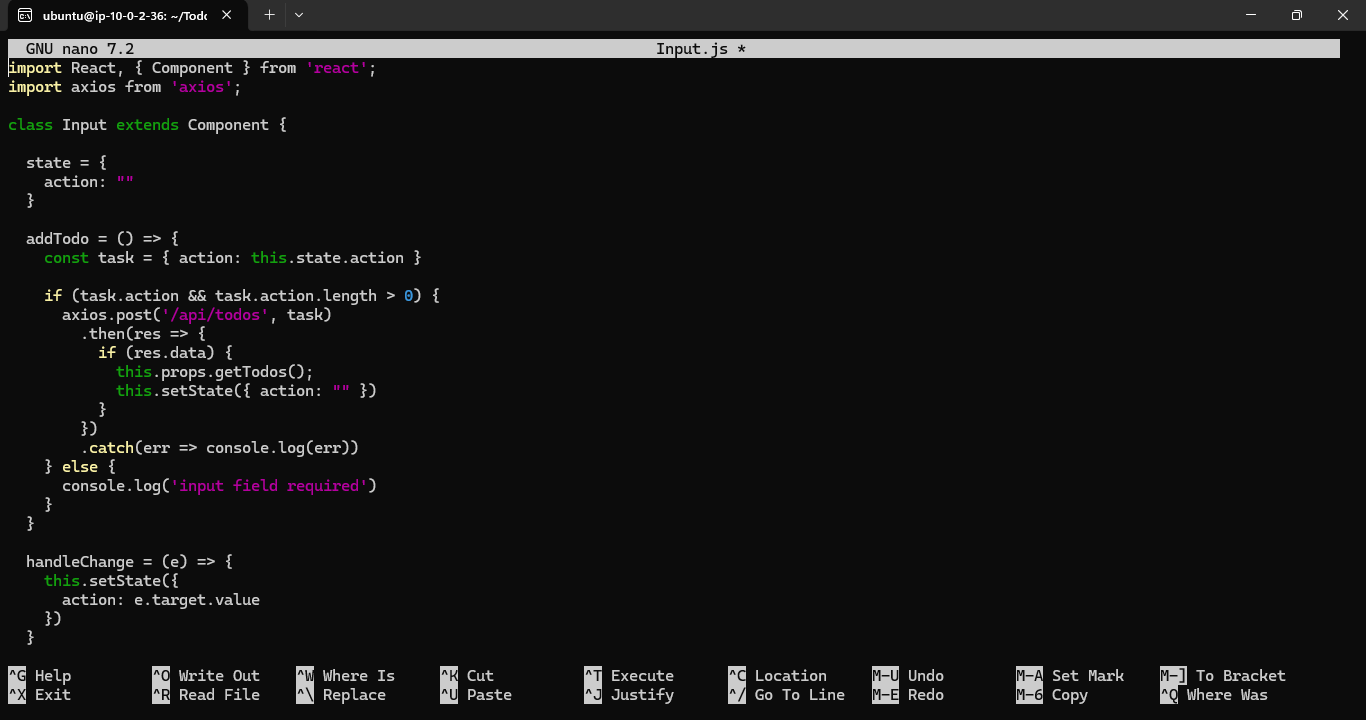 ubuntu@ip-10-0-2-36: ~/Todo
GNU nano 7.2 Input.js *
import React, { Component } from 'react';
import axios from 'axios';
class Input extends Component {
state = {
action: ""
}
addTodo = () => {
const task = { action: this.state.action }
if (task.action && task.action.length > 0) {
axios.post('/api/todos', task)
.then(res => {
if (res.data) {
this.props.getTodos();
this.setState({ action: "" })
}
})
.catch(err => console.log(err))
} else {
console.log('input field required')
}
}
handleChange = (e) => {
this.setState({
action: e.target.value
})
}
^G Help ^O Write Out ^W Where Is ^K Cut ^T Execute ^C Location M-U Undo M-A Set Mark M-] To Bracket
^X Exit ^R Read File ^\ Replace ^U Paste ^J Justify ^/ Go To Line M-E Redo M-6 Copy ^Q Where Was